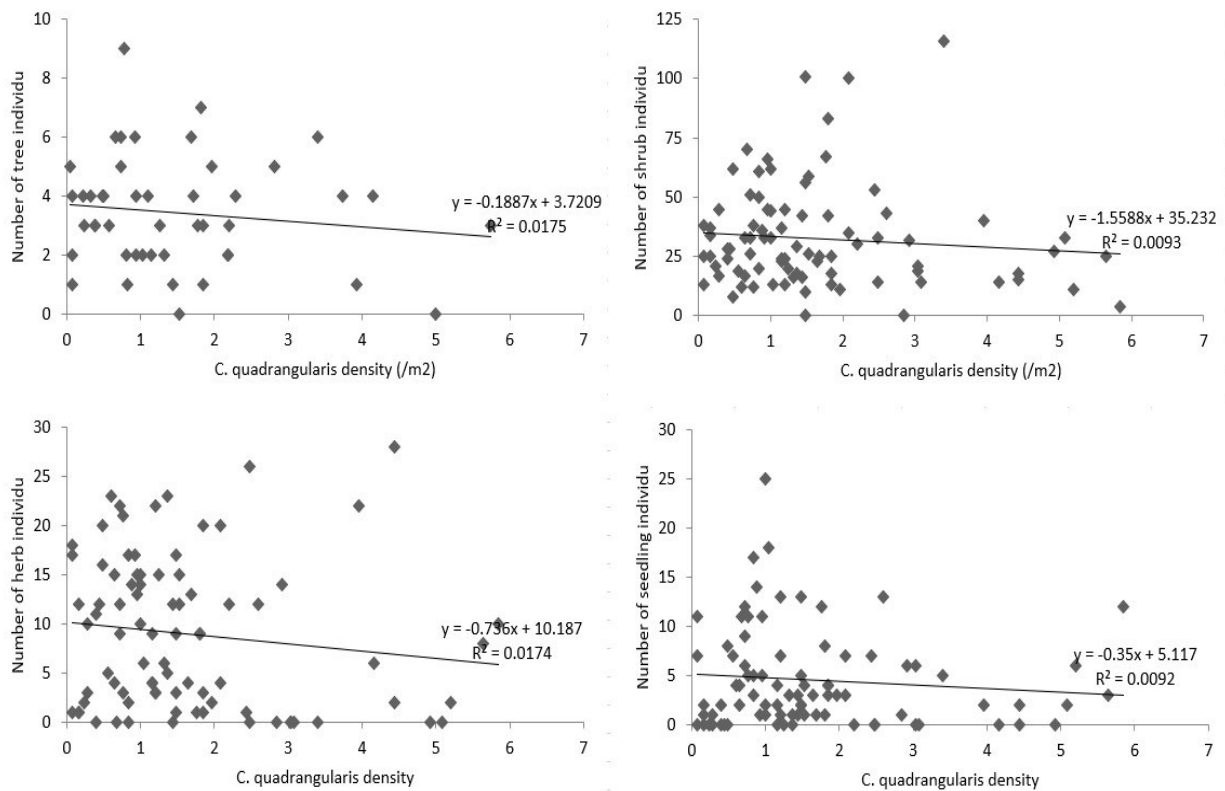 Number of tree individu
10
8
6
4
2
0
0 1 2 3 4 5 6 7
y = -0.1887x + 3.7209
R² = 0.0175
C. quadrangularis density (/m2)
Number of shrub individu
125
100
75
50
25
0
0 1 2 3 4 5 6 7
y = -1.5588x + 35.232
R² = 0.0093
C. quadrangularis density (/m2)
Number of herb individu
30
25
20
15
10
5
0
0 1 2 3 4 5 6 7
y = -0.736x + 10.187
R² = 0.0174
C. quadrangularis density
Number of seedling individu
30
25
20
15
10
5
0
0 1 2 3 4 5 6 7
y = -0.35x + 5.117
R² = 0.0092
C. quadrangularis density